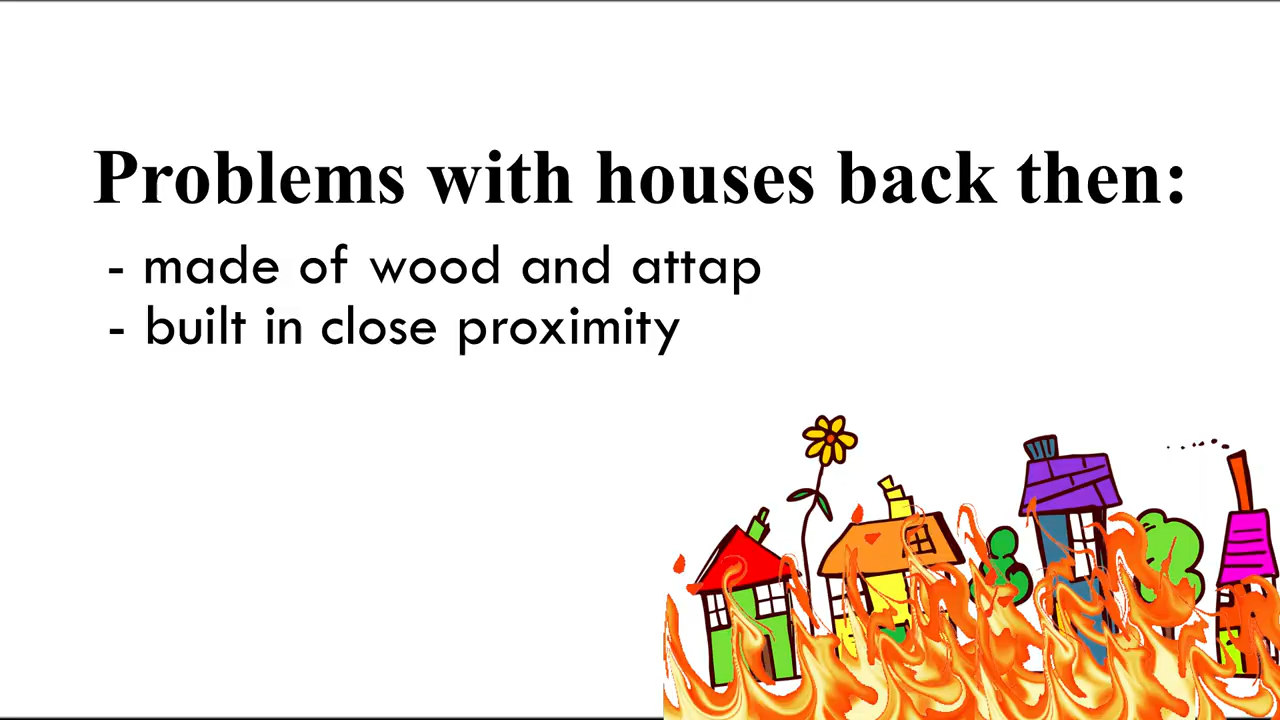 Problems with houses back then:
- made of wood and attap
- built in close proximity